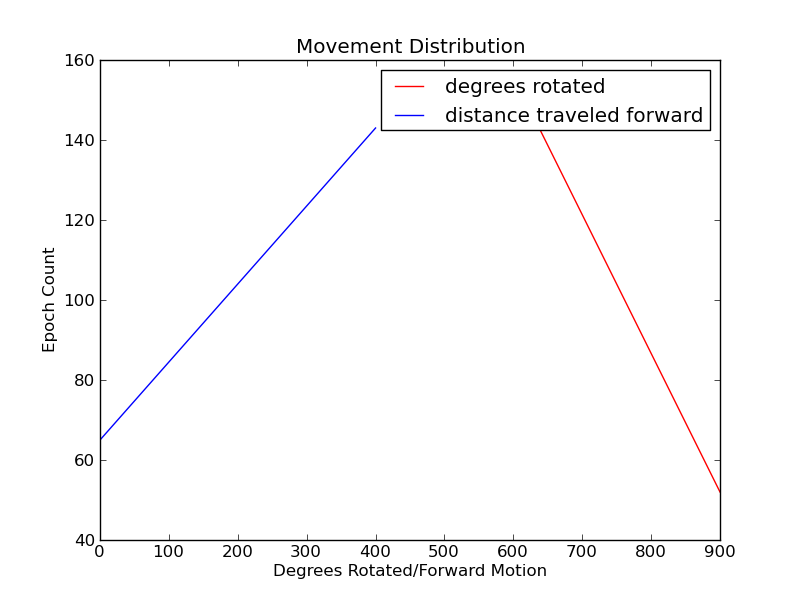 Movement Distribution
degrees rotated
distance traveled forward
160
140
120
100
80
60
40
Epoch Count
0 100 200 300 400 500 600 700 800 900
Degrees Rotated/Forward Motion